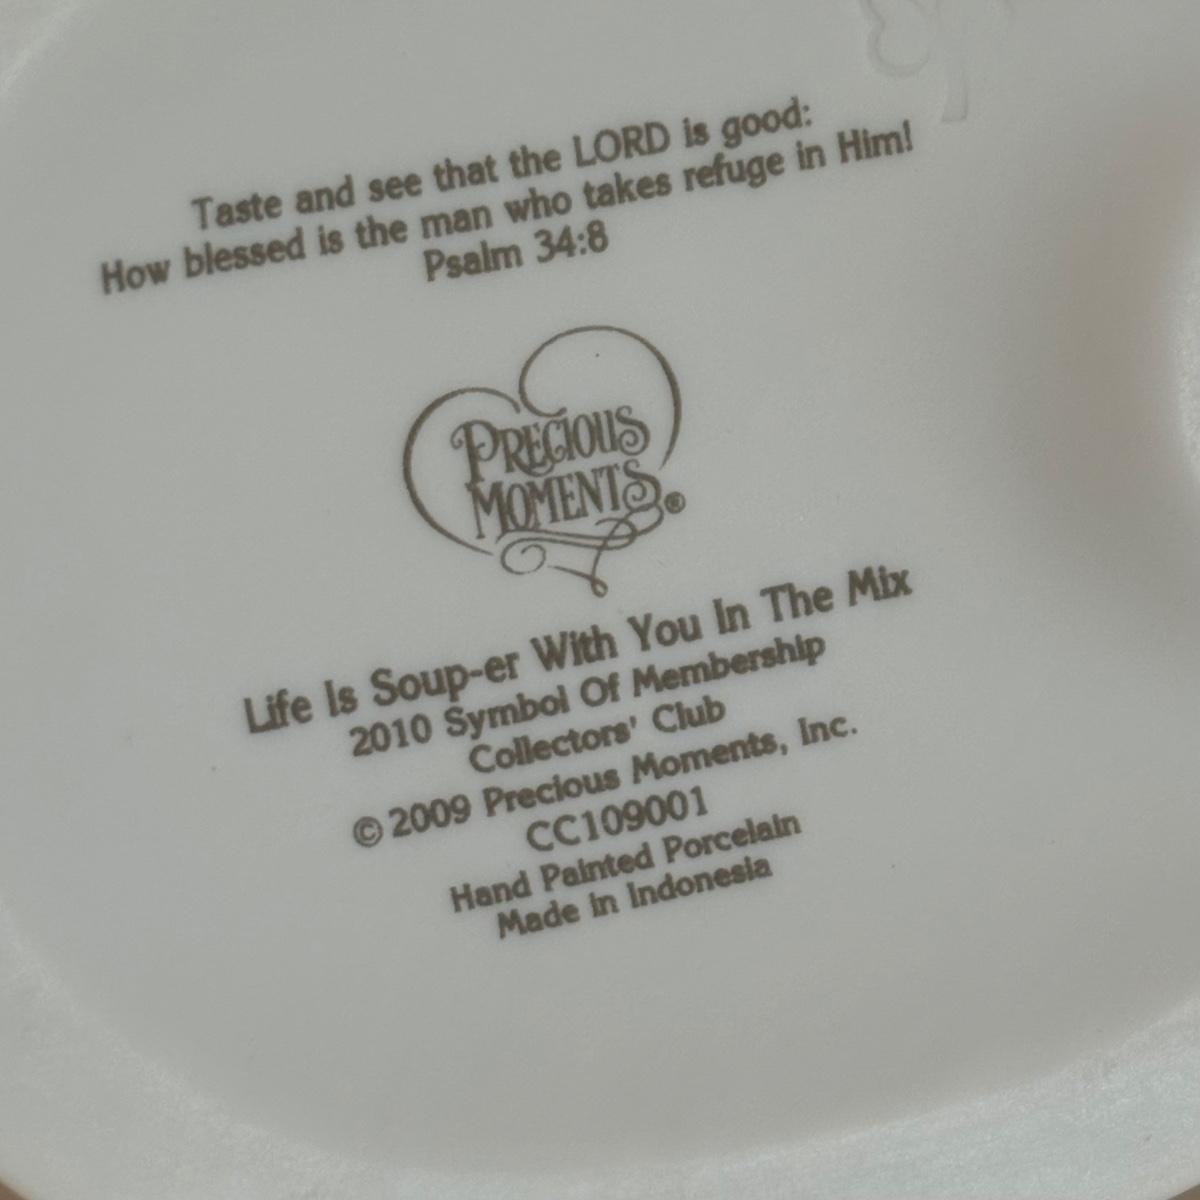 Taste and see that the LORD is good:
How blessed is the man who takes refuge in Him!
Psalm 34:8
PRECIOUS
MOMENTS®
Life Is Soup-er With You In The Mix
2010 Symbol Of Membership
Collectors' Club
© 2009 Precious Moments, Inc.
CC109001
Hand Painted Porcelain
Made in Indonesia